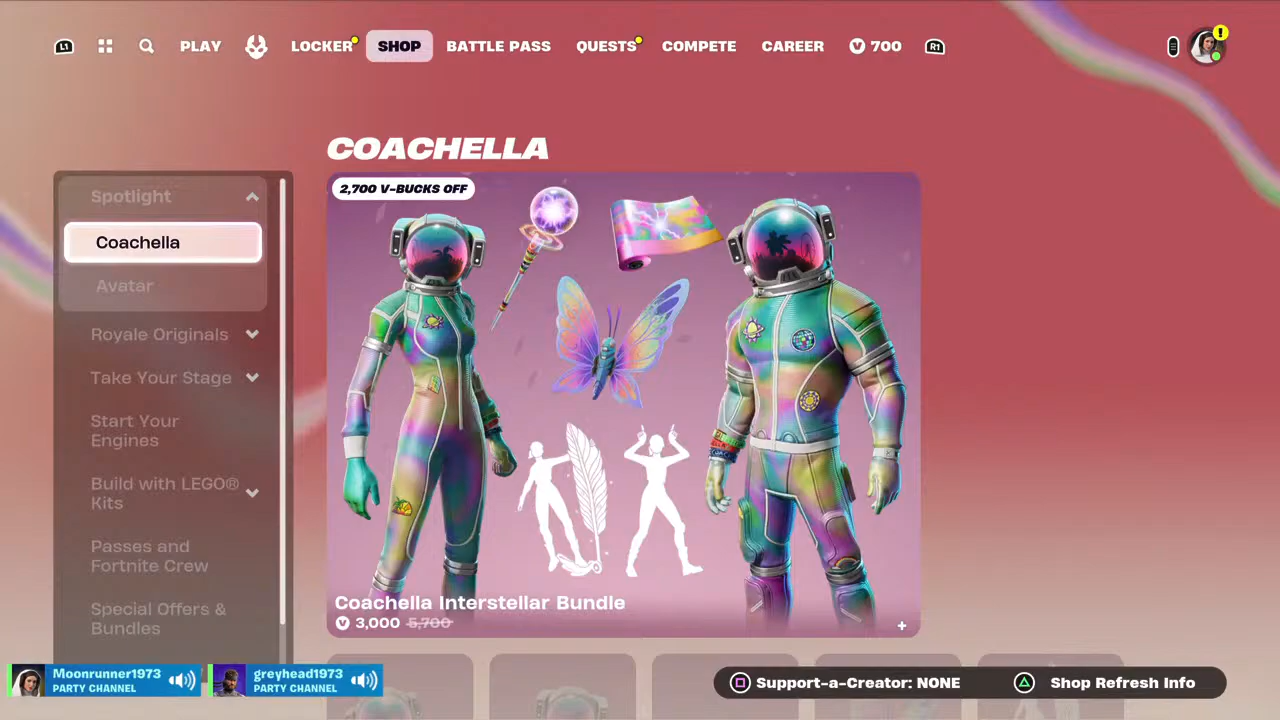 L1
PLAY
LOCKER
SHOP
BATTLE PASS
QUESTS
COMPETE
CAREER
700
R1
!
COACHELLA
Spotlight
Coachella
Avatar
Royale Originals
Take Your Stage
Start Your
Engines
Build with LEGO®
Kits
Passes and
Fortnite Crew
Special Offers &
Bundles
2,700 V-BUCKS OFF
Coachella Interstellar Bundle
3,000 5,700
+
Moonrunner1973
PARTY CHANNEL
greyhead1973
PARTY CHANNEL
Support-a-Creator: NONE
Shop Refresh Info